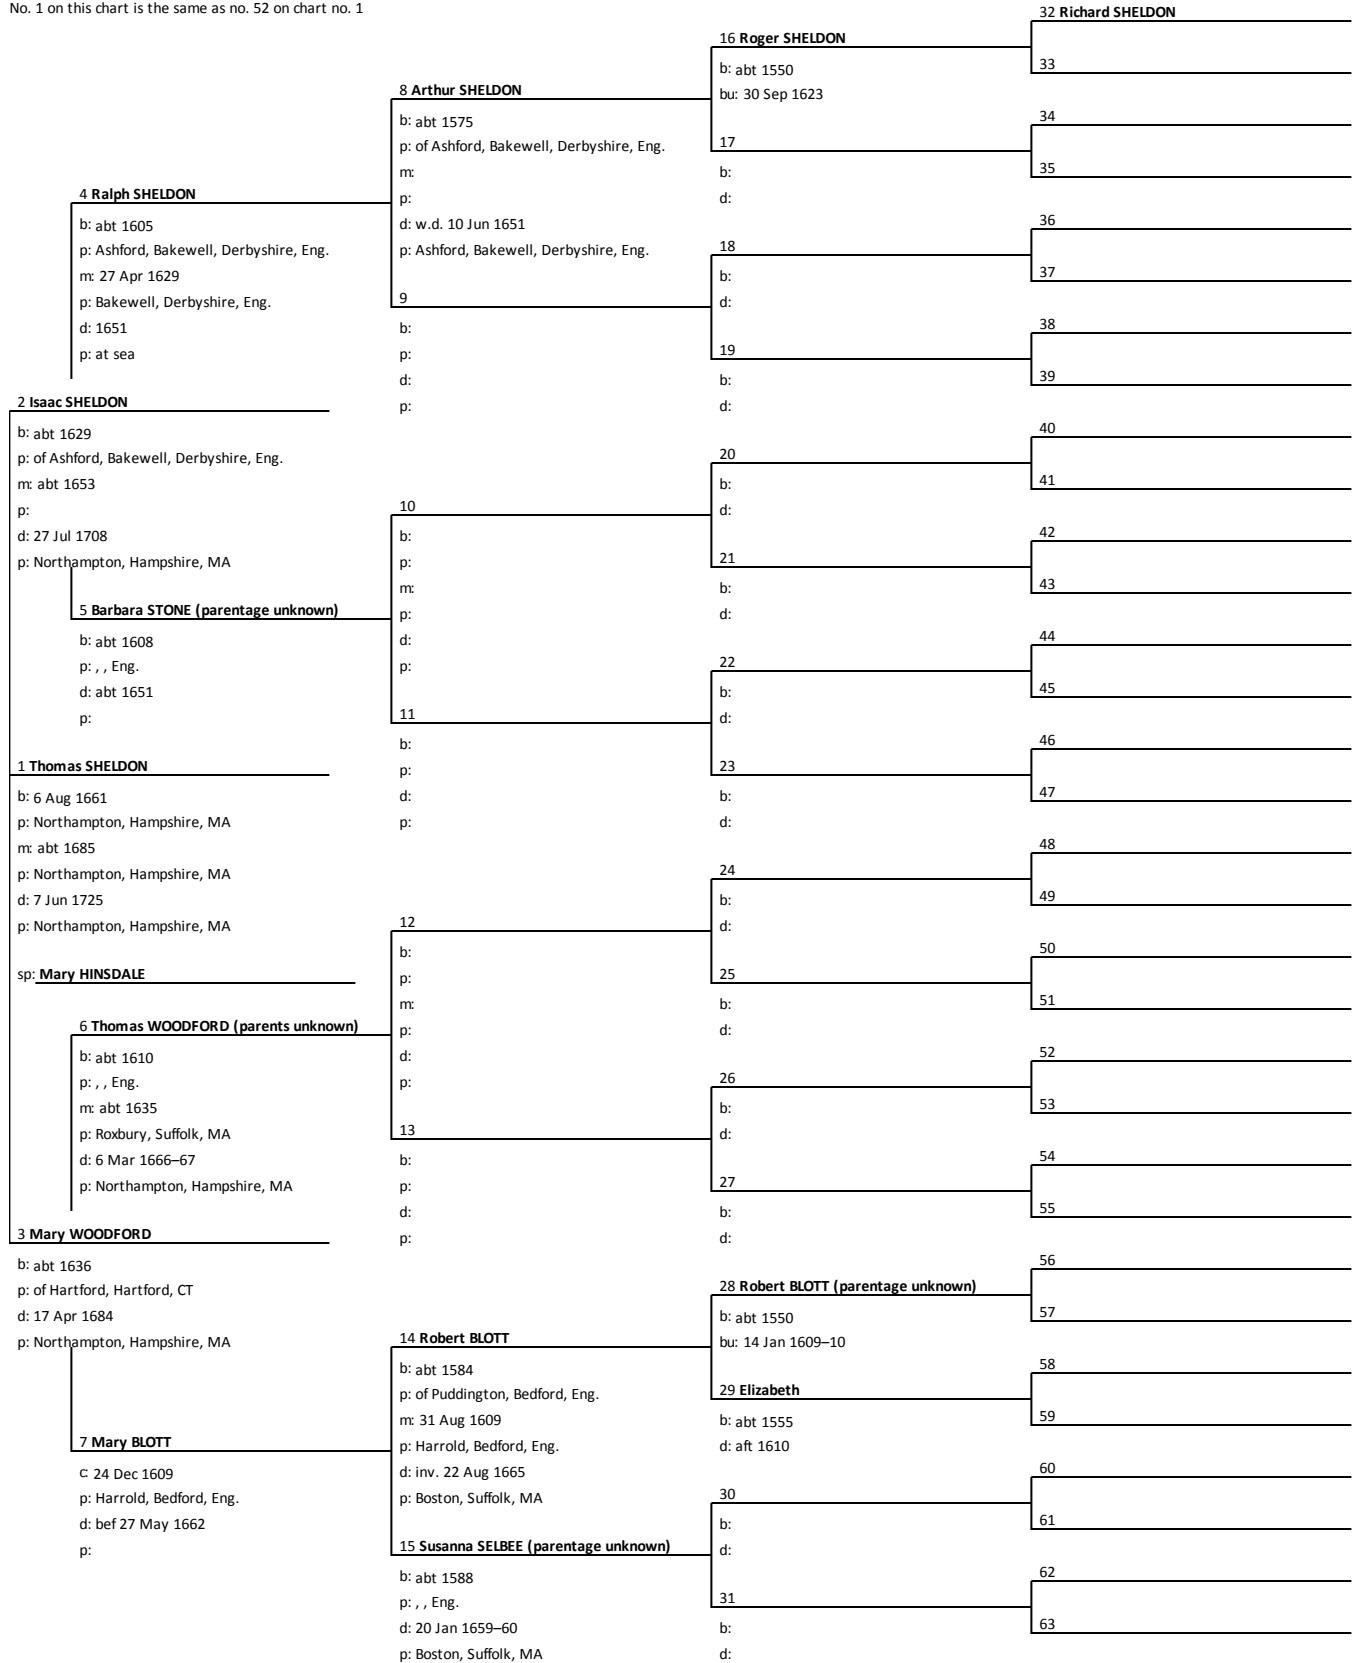 No. 1 on this chart is the same as no. 52 on chart no. 1
2 Isaac SHELDON
b: abt 1629
p: of Ashford, Bakewell, Derbyshire, Eng.
m: abt 1653
p:
d: 27 Jul 1708
p: Northampton, Hampshire, MA
1 Thomas SHELDON
b: 6 Aug 1661
p: Northampton, Hampshire, MA
m: abt 1685
p: Northampton, Hampshire, MA
d: 7 Jun 1725
p: Northampton, Hampshire, MA
sp: Mary HINSDALE
3 Mary WOODFORD
b: abt 1636
p: of Hartford, Hartford, CT
d: 17 Apr 1684
p: Northampton, Hampshire, MA
4 Ralph SHELDON
b: abt 1605
p: Ashford, Bakewell, Derbyshire, Eng.
m: 27 Apr 1629
p: Bakewell, Derbyshire, Eng.
d: 1651
p: at sea
5 Barbara STONE (parentage unknown)
b: abt 1608
p: , , Eng.
d: abt 1651
p:
6 Thomas WOODFORD (parents unknown)
b: abt 1610
p: , , Eng.
m: abt 1635
p: Roxbury, Suffolk, MA
d: 6 Mar 1666–67
p: Northampton, Hampshire, MA
7 Mary BLOTT
c: 24 Dec 1609
p: Harrold, Bedford, Eng.
d: bef 27 May 1662
p:
8 Arthur SHELDON
b: abt 1575
p: of Ashford, Bakewell, Derbyshire, Eng.
m:
p:
d: w.d. 10 Jun 1651
p: Ashford, Bakewell, Derbyshire, Eng.
9
b:
p:
d:
p:
10
b:
p:
m:
p:
d:
p:
11
b:
p:
d:
p:
12
b:
p:
m:
p:
d:
p:
13
b:
p:
d:
p:
14 Robert BLOTT
b: abt 1584
p: of Puddington, Bedford, Eng.
m: 31 Aug 1609
p: Harrold, Bedford, Eng.
d: inv. 22 Aug 1665
p: Boston, Suffolk, MA
15 Susanna SELBEE (parentage unknown)
b: abt 1588
p: , , Eng.
d: 20 Jan 1659–60
p: Boston, Suffolk, MA
16 Roger SHELDON
b: abt 1550
bu: 30 Sep 1623
17
b:
d:
18
b:
d:
19
b:
d:
20
b:
d:
21
b:
d:
22
b:
d:
23
b:
d:
24
b:
d:
25
b:
d:
26
b:
d:
27
b:
d:
28 Robert BLOTT (parentage unknown)
b: abt 1550
bu: 14 Jan 1609–10
29 Elizabeth
b: abt 1555
d: aft 1610
30
b:
d:
31
b:
d:
32 Richard SHELDON
33
34
35
36
37
38
39
40
41
42
43
44
45
46
47
48
49
50
51
52
53
54
55
56
57
58
59
60
61
62
63